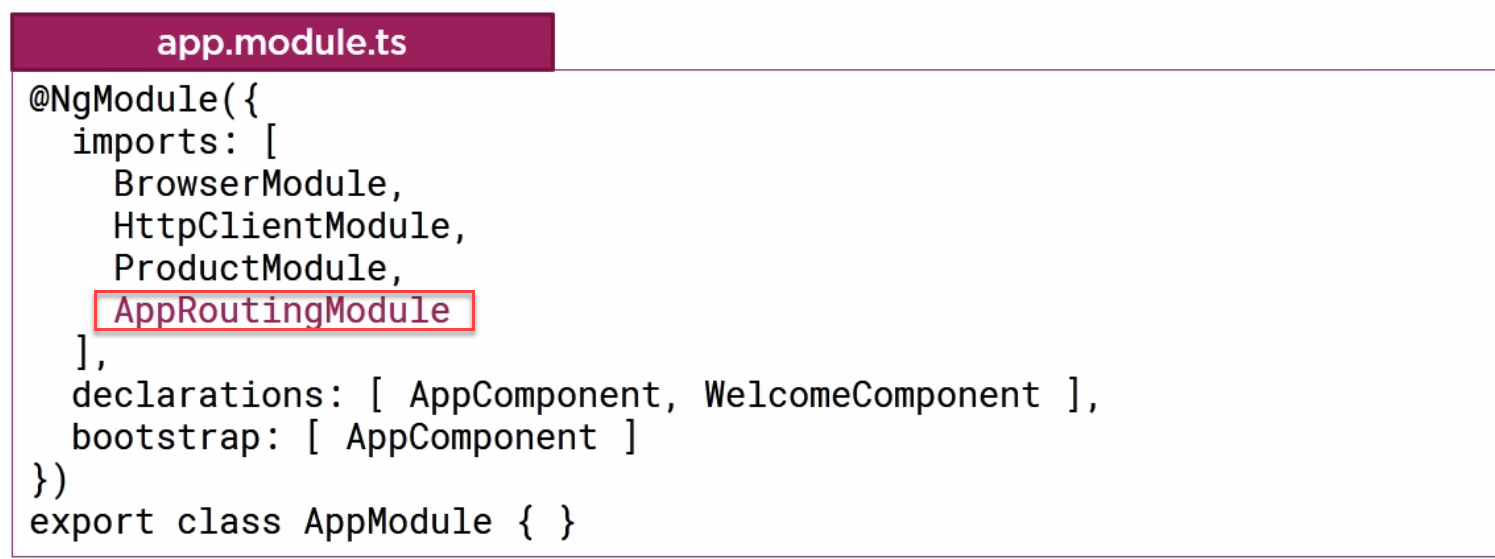 app.module.ts
@NgModule({
  imports: [
    BrowserModule,
    HttpClientModule,
    ProductModule,
    AppRoutingModule
  ],
  declarations: [ AppComponent, WelcomeComponent ],
  bootstrap: [ AppComponent ]
})
export class AppModule { }